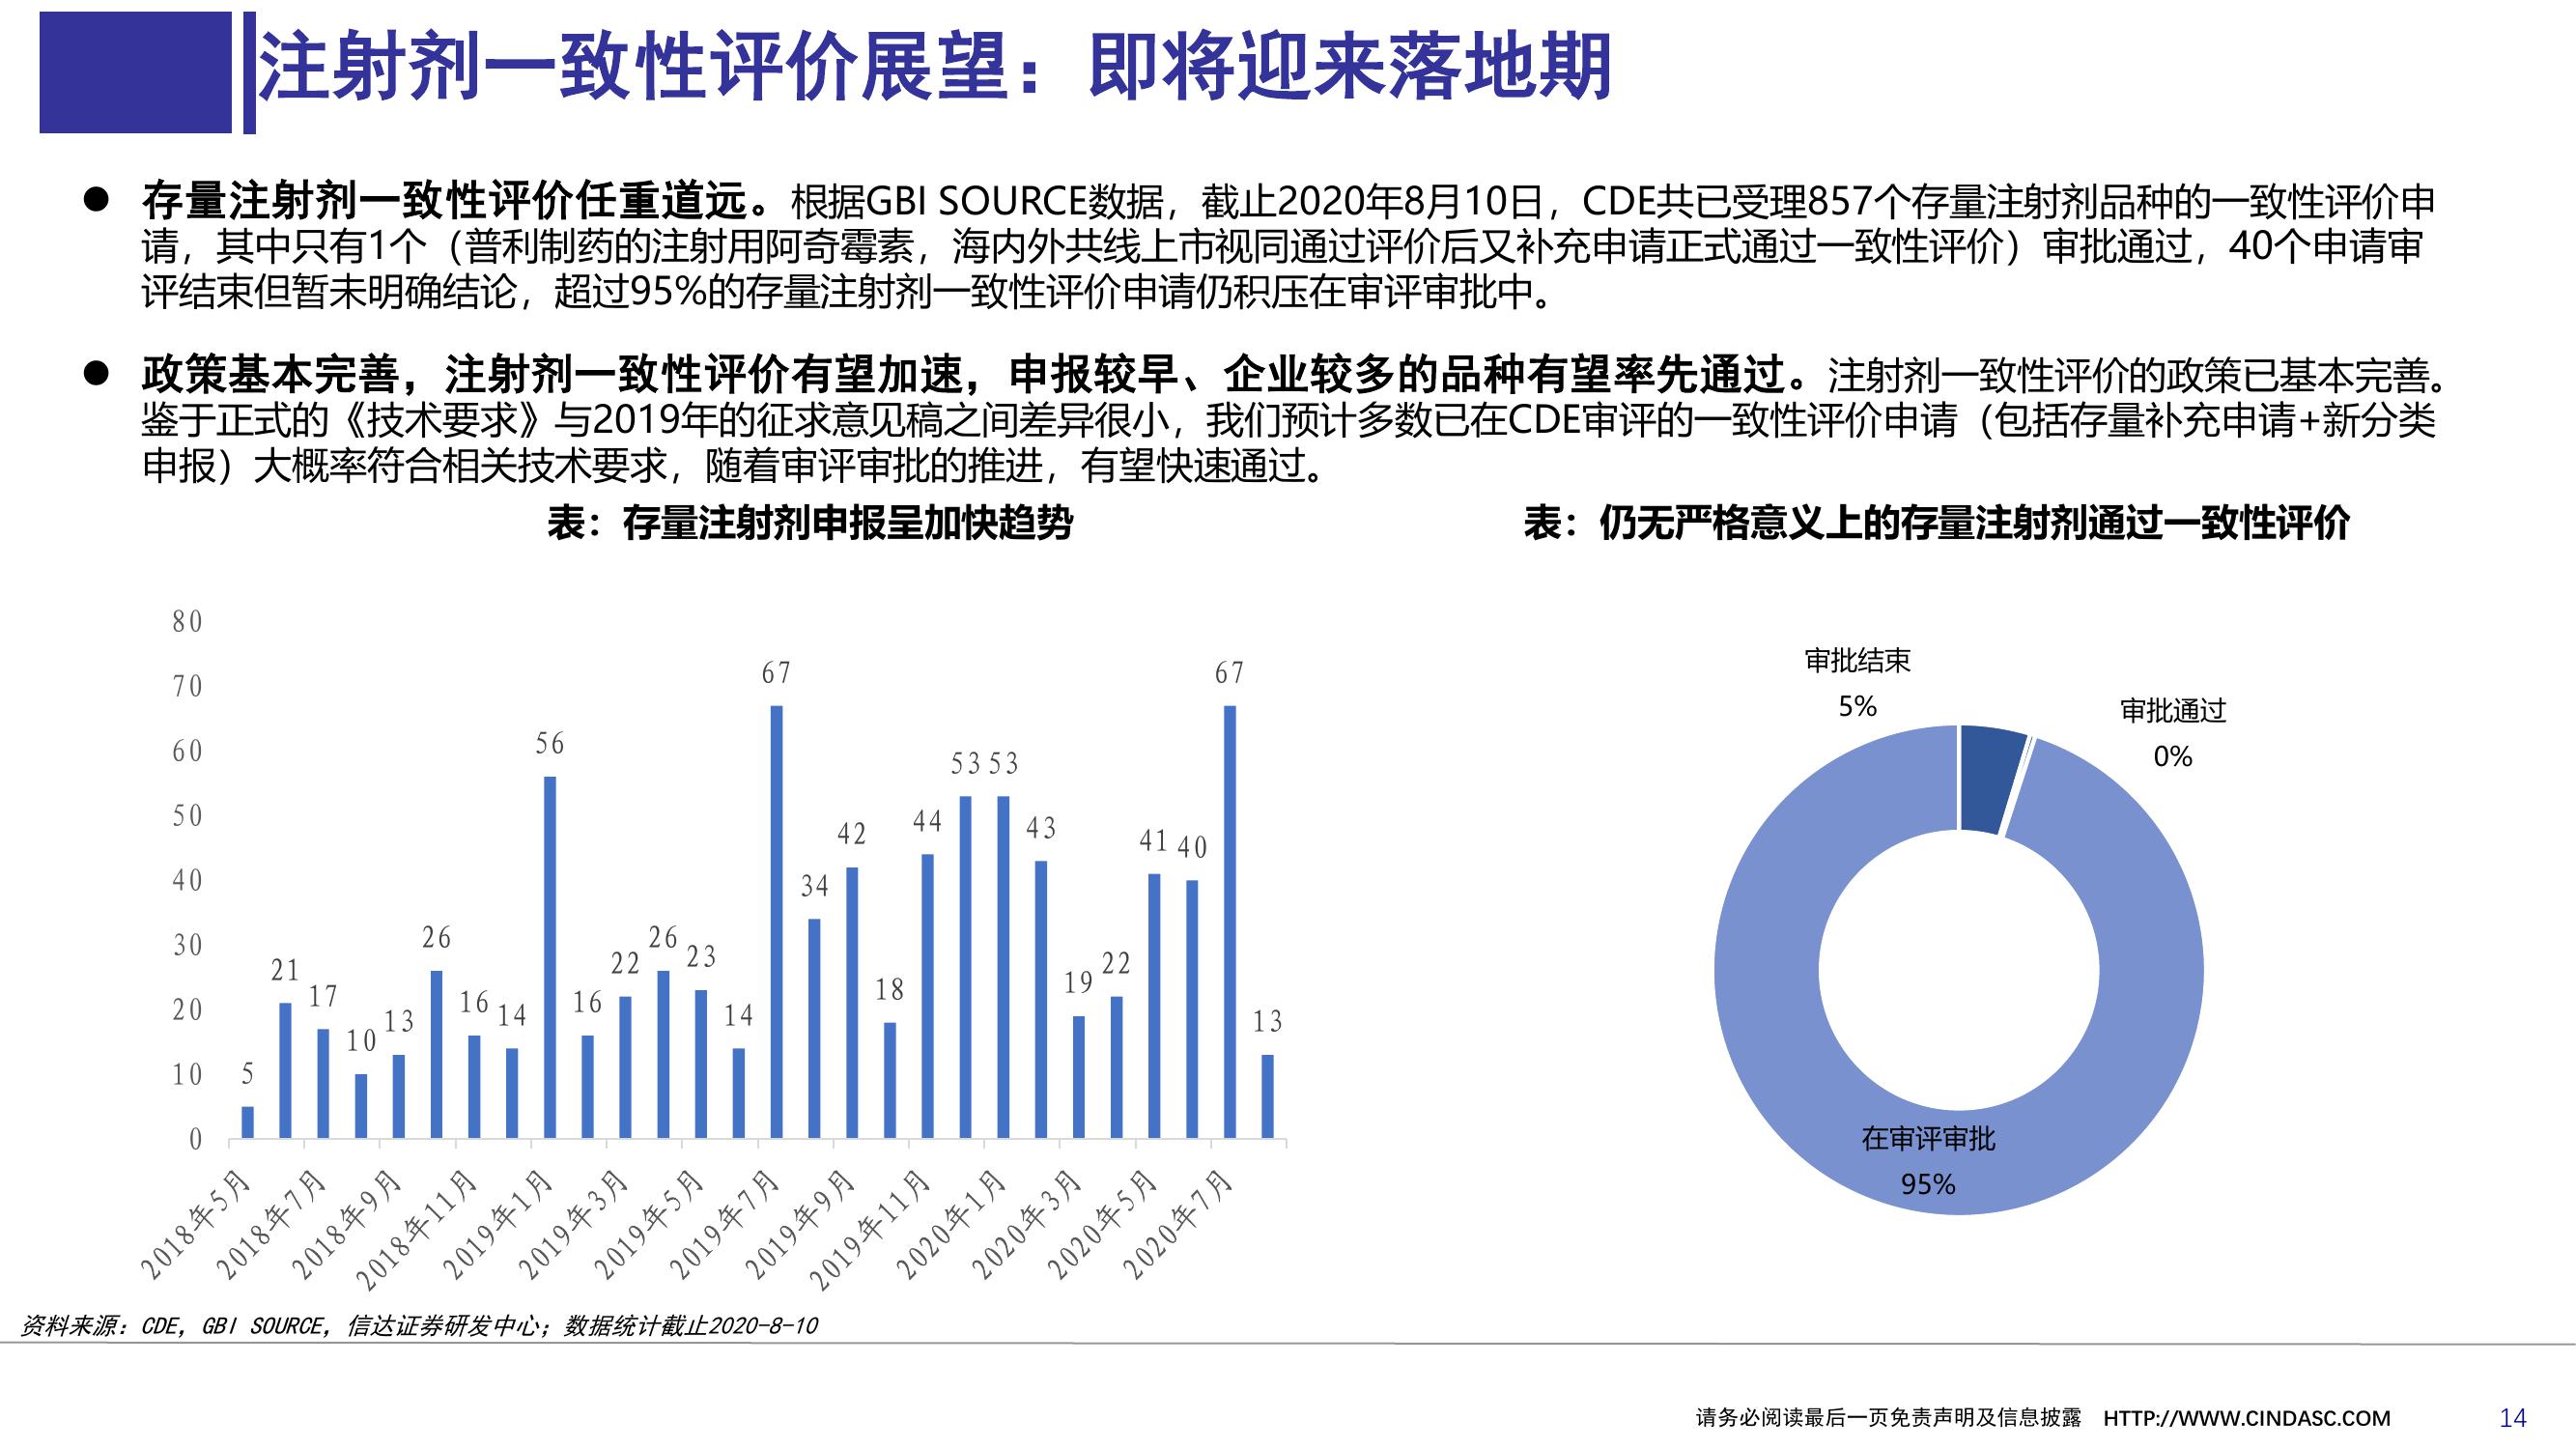 注射剂一致性评价展望：即将迎来落地期
● 存量注射剂一致性评价任重道远。根据GBI SOURCE数据，截止2020年8月10日，CDE共已受理857个存量注射剂品种的一致性评价申
请，其中只有1个（普利制药的注射用阿奇霉素，海内外共线上市视同通过评价后又补充申请正式通过一致性评价）审批通过，40个申请审
评结束但暂未明确结论，超过95%的存量注射剂一致性评价申请仍积压在审评审批中。
● 政策基本完善，注射剂一致性评价有望加速，申报较早、企业较多的品种有望率先通过。注射剂一致性评价的政策已基本完善。
鉴于正式的《技术要求》与2019年的征求意见稿之间差异很小，我们预计多数已在CDE审评的一致性评价申请（包括存量补充申请+新分类
申报）大概率符合相关技术要求，随着审评审批的推进，有望快速通过。
表：存量注射剂申报呈加快趋势
80
70
60
50
40
30
20
10
0
5
21
17
10
13
26
16
14
56
16
22
26
23
14
67
34
42
18
44
53
53
43
19
22
41
40
67
13
2018年5月
2018年7月
2018年9月
2018年11月
2019年1月
2019年3月
2019年5月
2019年7月
2019年9月
2019年11月
2020年1月
2020年3月
2020年5月
2020年7月
表：仍无严格意义上的存量注射剂通过一致性评价
审批结束
5%
审批通过
0%
在审评审批
95%
资料来源：CDE，GBI SOURCE，信达证券研发中心；数据统计截止2020-8-10
请务必阅读最后一页免责声明及信息披露 HTTP://WWW.CINDASC.COM 14